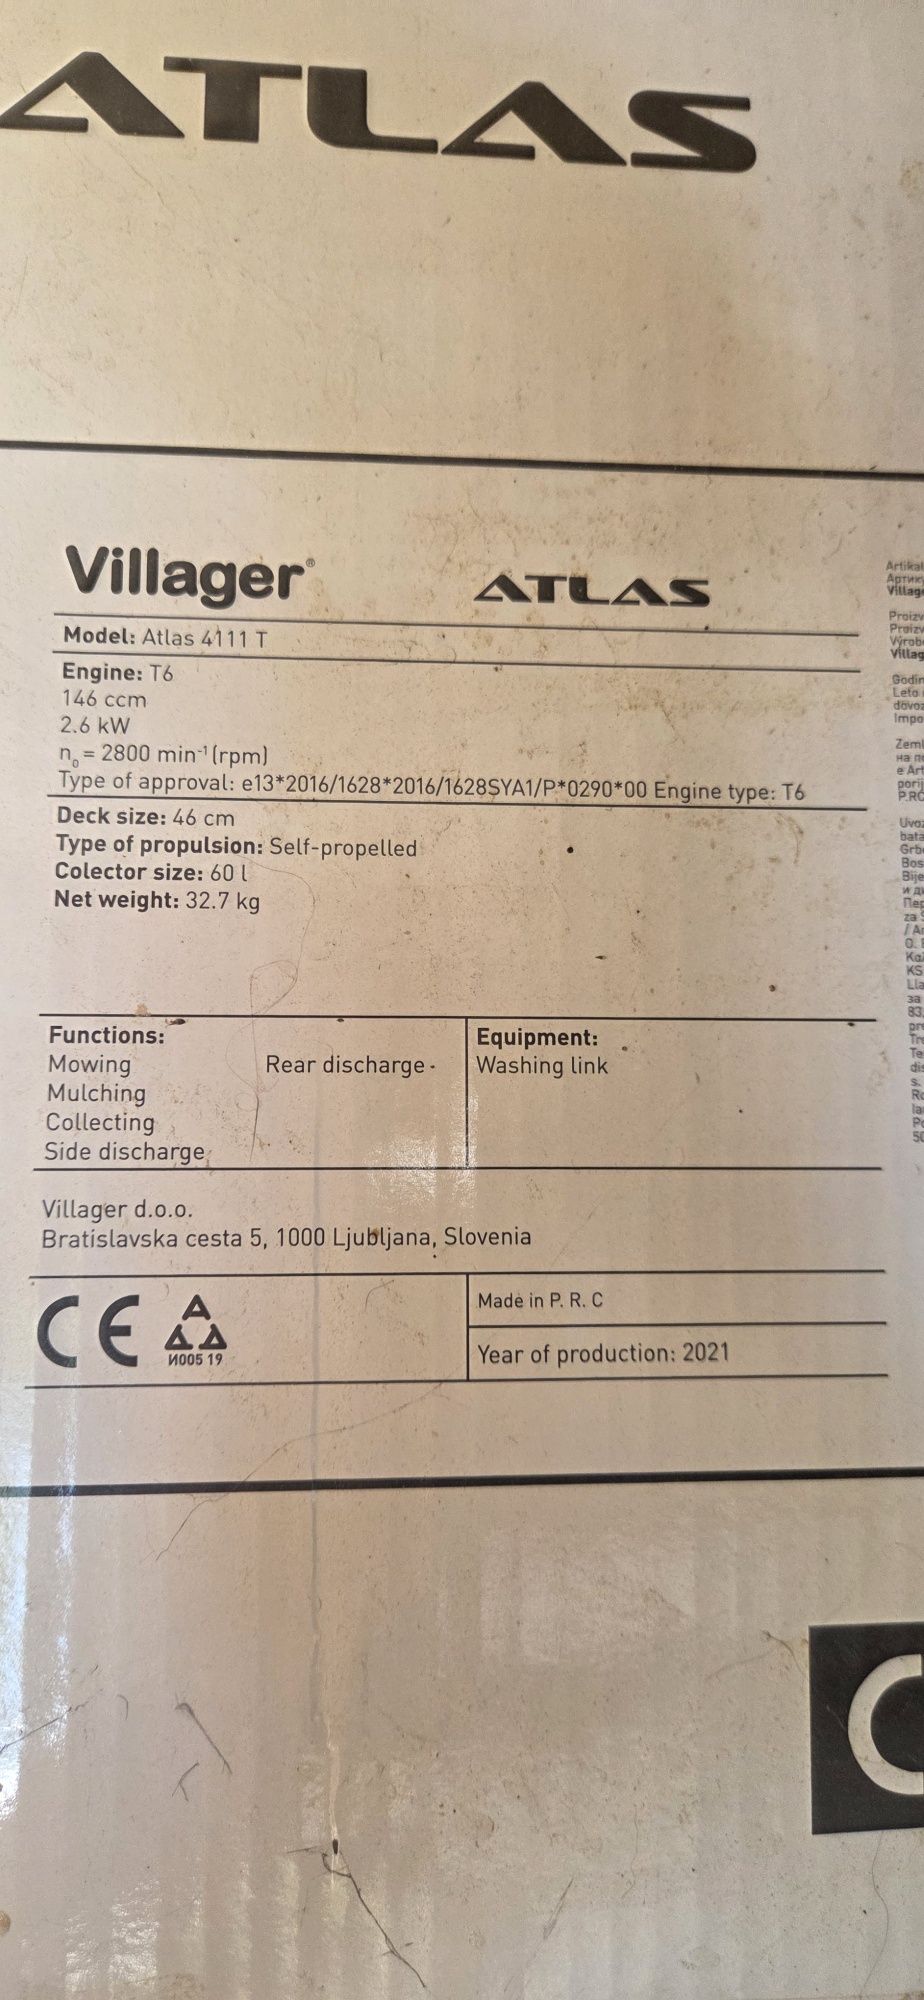 ATLAS
Villager®
ATLAS
Model: Atlas 4111 T
Engine: T6
146 ccm
2.6 kW
n₀ = 2800 min⁻¹ (rpm)
Type of approval: e13*2016/1628*2016/1628SYA1/P*0290*00 Engine type: T6
Deck size: 46 cm
Type of propulsion: Self-propelled
Colector size: 60 l
Net weight: 32.7 kg
Functions:
Mowing Rear discharge
Mulching
Collecting
Side discharge
Equipment:
Washing link
Villager d.o.o.
Bratislavska cesta 5, 1000 Ljubljana, Slovenia
CE
A
A A
И005 19
Made in P. R. C
Year of production: 2021